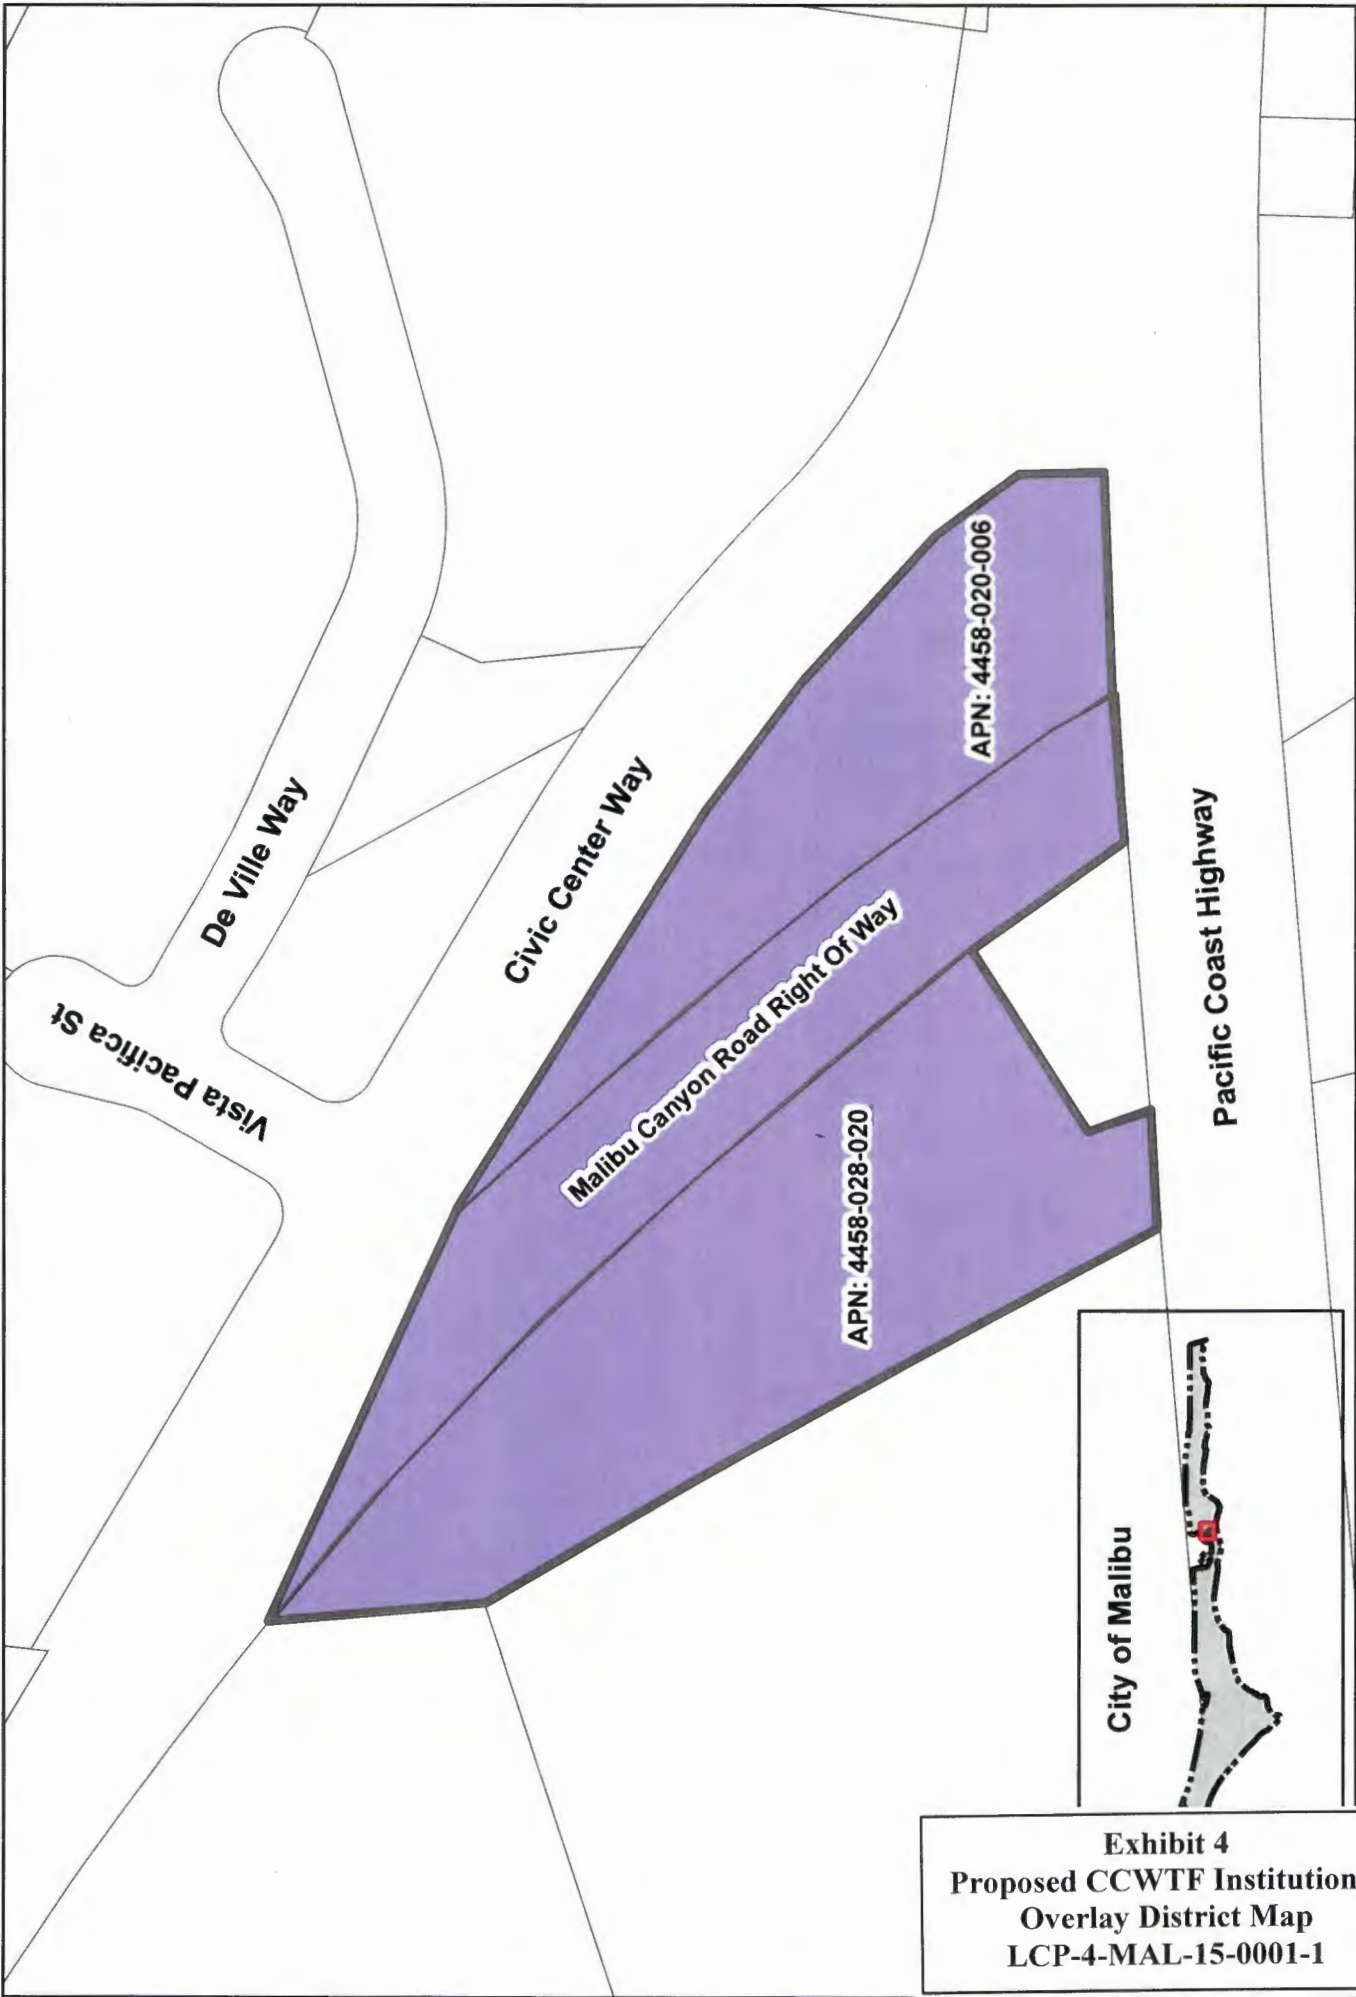 Vista Pacifica St
De Ville Way
Civic Center Way
Malibu Canyon Road Right Of Way
APN: 4458-020-006
APN: 4458-028-020
Pacific Coast Highway
City of Malibu
Exhibit 4
Proposed CCWTF Institution
Overlay District Map
LCP-4-MAL-15-0001-1